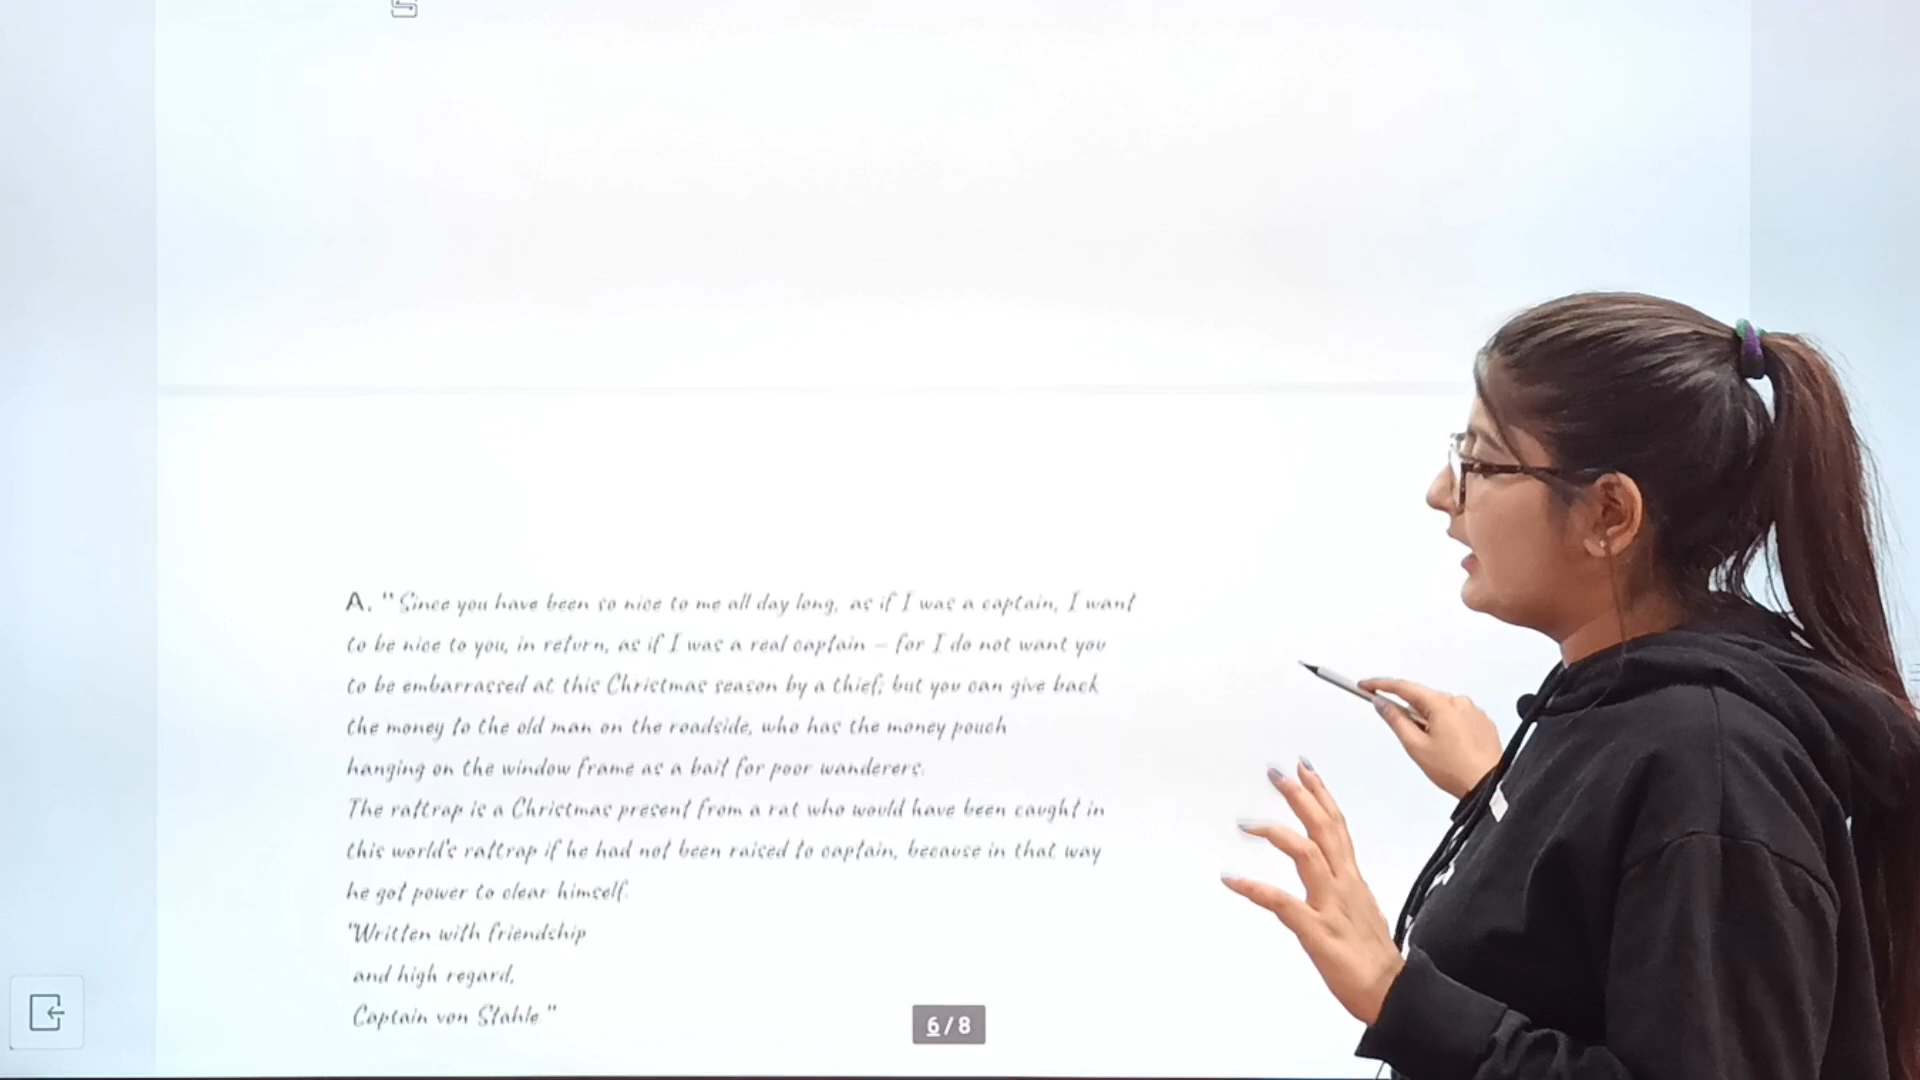 A. "Since you have been so nice to me all day long, as if I was a captain, I want
to be nice to you, in return, as if I was a real captain – for I do not want you
to be embarrassed at this Christmas season by a thief; but you can give back
the money to the old man on the roadside, who has the money pouch
hanging on the window frame as a bait for poor wanderers.
The rattrap is a Christmas present from a rat who would have been caught in
this world's rattrap if he had not been raised to captain, because in that way
he got power to clear himself.
"Written with friendship
and high regard,
Captain von Stahle."
6 / 8